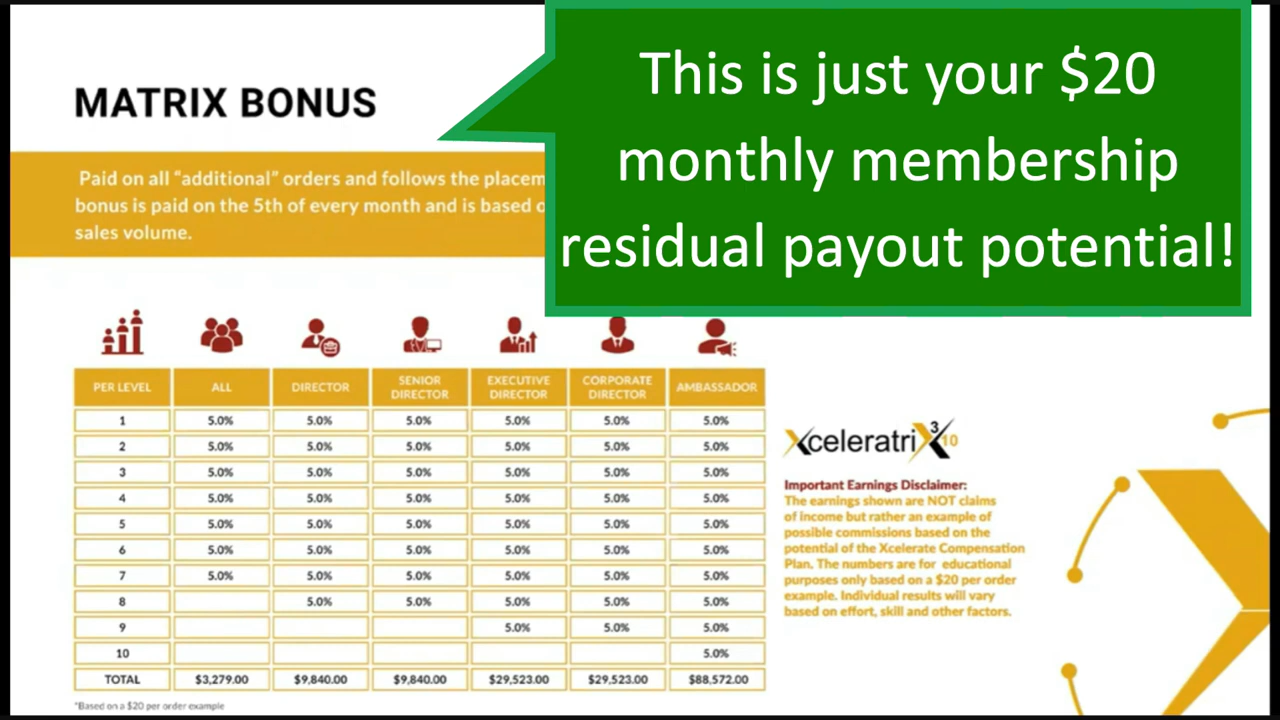 This is just your $20
monthly membership
residual payout potential!
MATRIX BONUS
Paid on all “additional” orders and follows the
bonus is paid on the 5th of every month and is based
sales volume.
PER LEVEL ALL DIRECTOR SENIOR DIRECTOR EXECUTIVE DIRECTOR CORPORATE DIRECTOR AMBASSADOR
1 5.0% 5.0% 5.0% 5.0% 5.0% 5.0%
2 5.0% 5.0% 5.0% 5.0% 5.0% 5.0%
3 5.0% 5.0% 5.0% 5.0% 5.0% 5.0%
4 5.0% 5.0% 5.0% 5.0% 5.0% 5.0%
5 5.0% 5.0% 5.0% 5.0% 5.0% 5.0%
6 5.0% 5.0% 5.0% 5.0% 5.0% 5.0%
7 5.0% 5.0% 5.0% 5.0% 5.0% 5.0%
8 5.0% 5.0% 5.0% 5.0% 5.0%
9 5.0% 5.0% 5.0%
10 5.0%
TOTAL $3,279.00 $9,840.00 $9,840.00 $29,523.00 $29,523.00 $88,572.00
*Based on a $20 per order example
XceleratriX 3 10
Important Earnings Disclaimer:
The earnings shown are NOT claims
of income but rather an example of
possible commissions based on the
potential of the Xcelerate Compensation
Plan. The numbers are for educational
purposes only based on a $20 per order
example. Individual results will vary
based on effort, skill and other factors.